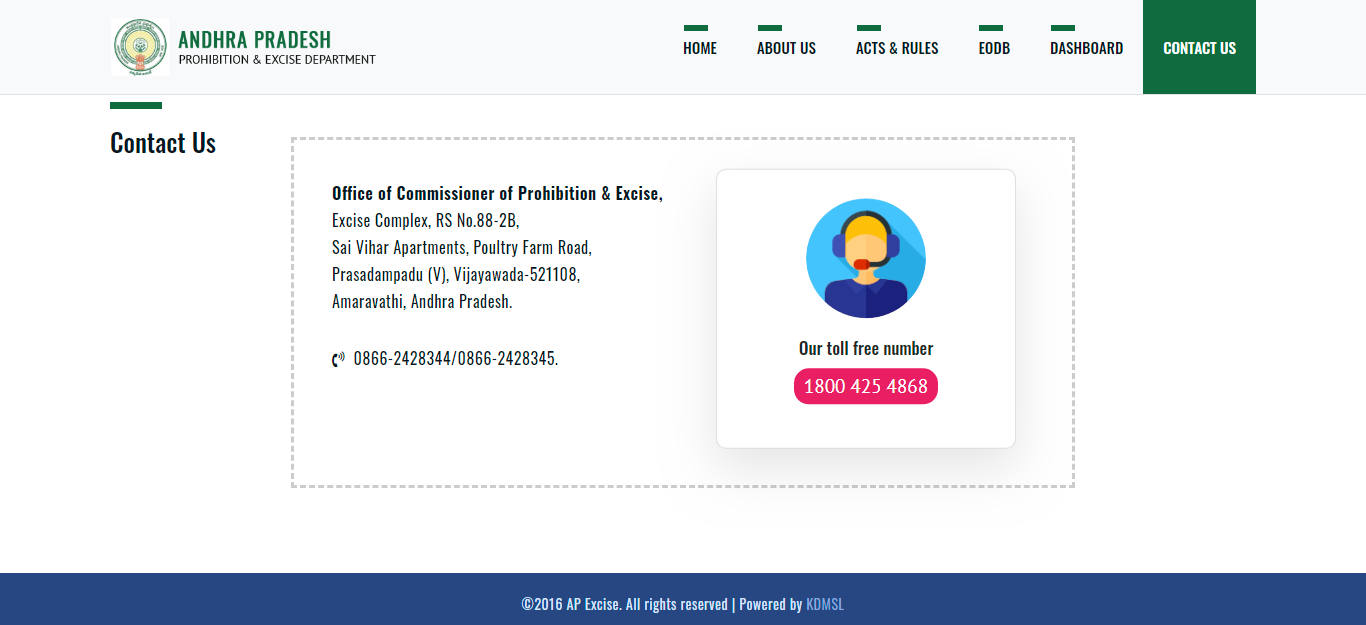 ANDHRA PRADESH
PROHIBITION & EXCISE DEPARTMENT
HOME
ABOUT US
ACTS & RULES
EODB
DASHBOARD
CONTACT US
Contact Us
Office of Commissioner of Prohibition & Excise,
Excise Complex, RS No.88-2B,
Sai Vihar Apartments, Poultry Farm Road,
Prasadampadu (V), Vijayawada-521108,
Amaravathi, Andhra Pradesh.
0866-2428344/0866-2428345.
Our toll free number
1800 425 4868
©2016 AP Excise. All rights reserved | Powered by KDMSL